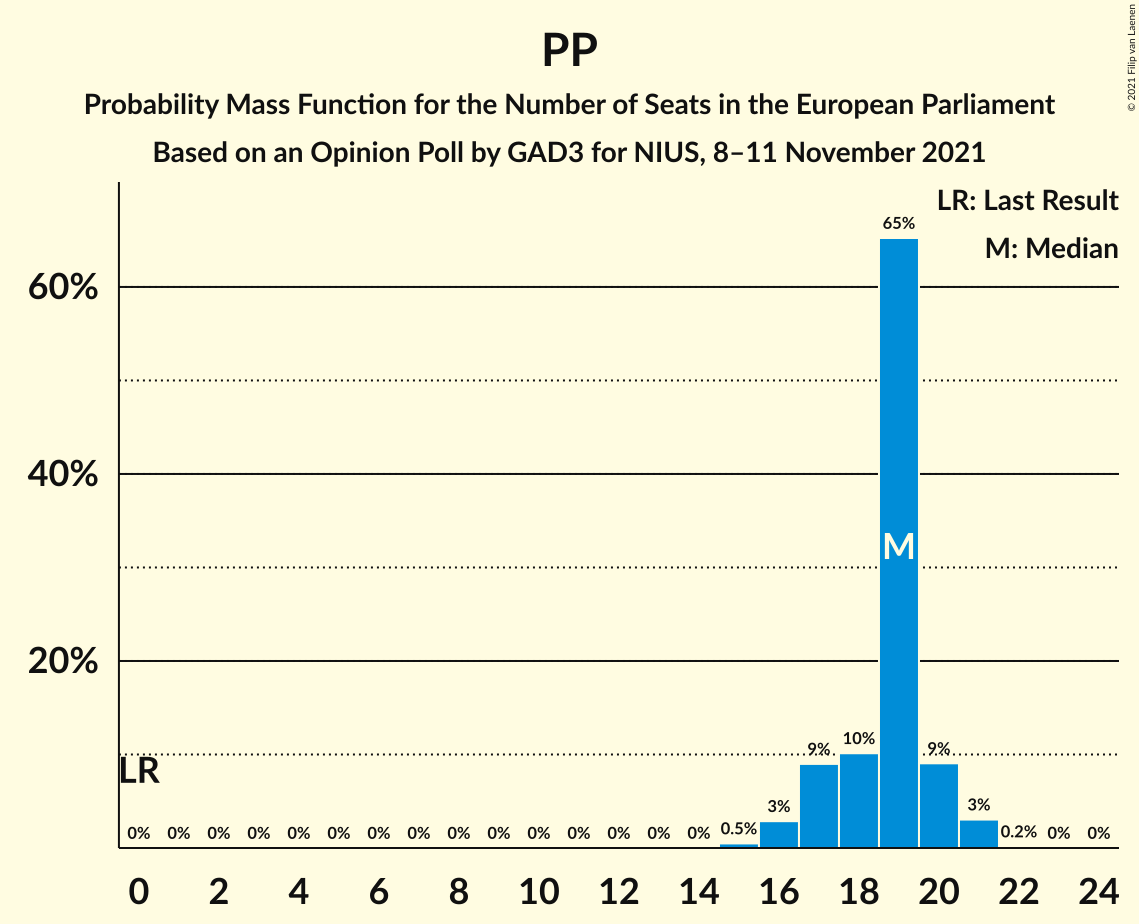 PP
Probability Mass Function for the Number of Seats in the European Parliament
Based on an Opinion Poll by GAD3 for NIUS, 8–11 November 2021
© 2021 Filip van Laenen
LR: Last Result
M: Median
65%
60%
40%
M
20%
LR
0% 0% 0% 0% 0% 0% 0% 0% 0% 0% 0% 0% 0% 0% 0% 0.5% 3% 9% 10% 9% 3% 0.2% 0% 0%
0 2 4 6 8 10 12 14 16 18 20 22 24